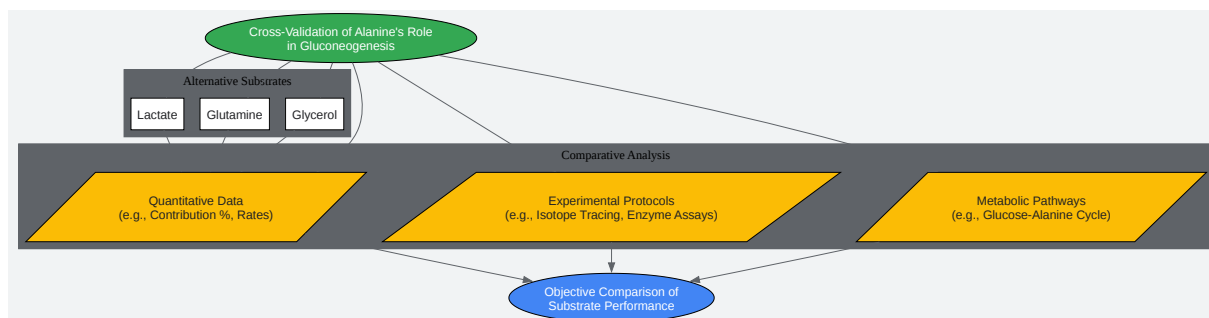 Cross-Validation of Alanine's Role
in Gluconeogenesis
Alternative Substrates
Lactate
Glutamine
Glycerol
Comparative Analysis
Quantitative Data
(e.g., Contribution %, Rates)
Experimental Protocols
(e.g., Isotope Tracing, Enzyme Assays)
Metabolic Pathways
(e.g., Glucose-Alanine Cycle)
Objective Comparison of
Substrate Performance